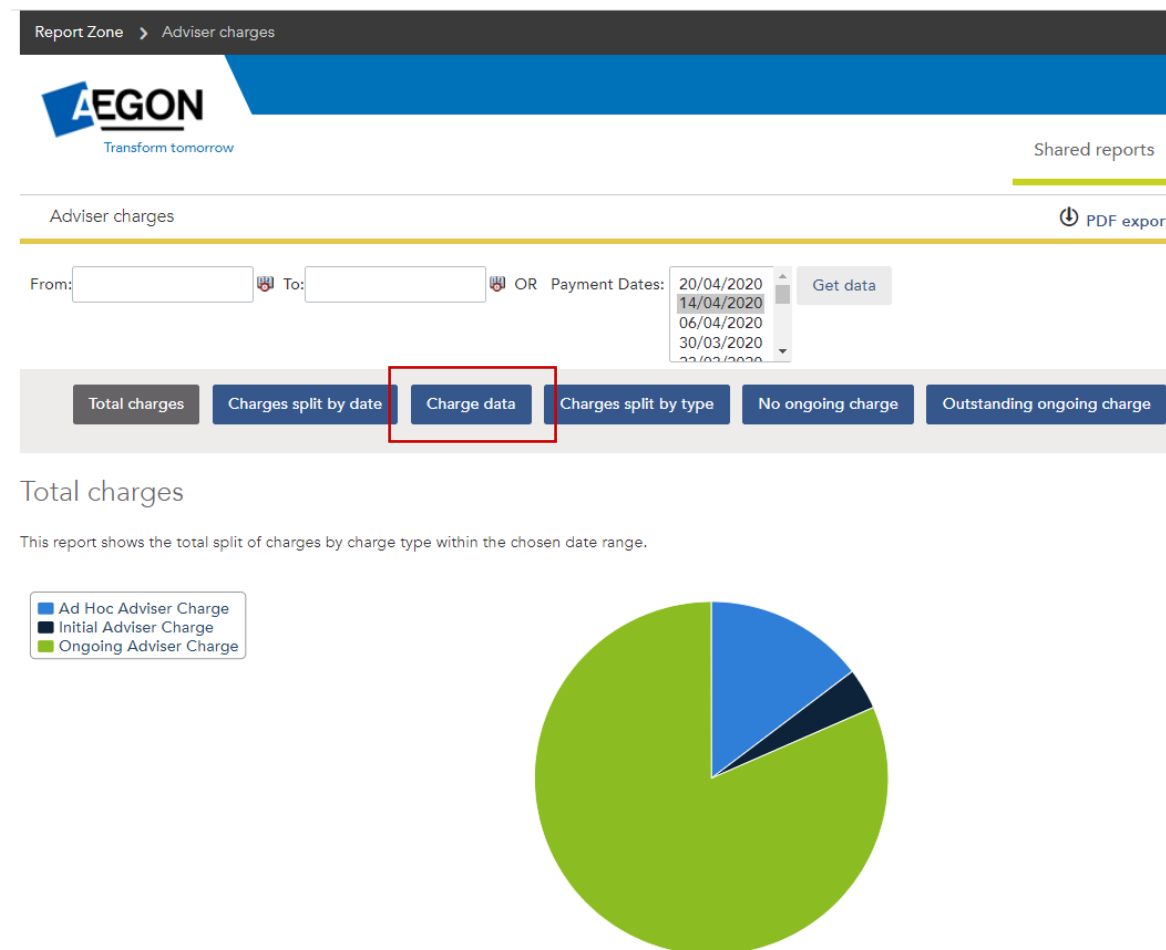 Report Zone > Adviser charges
AEGON
Transform tomorrow
Shared reports
Adviser charges
PDF expor
From: To: OR Payment Dates: 20/04/2020 Get data
14/04/2020
06/04/2020
30/03/2020
Total charges Charges split by date Charge data Charges split by type No ongoing charge Outstanding ongoing charge
Total charges
This report shows the total split of charges by charge type within the chosen date range.
Ad Hoc Adviser Charge
Initial Adviser Charge
Ongoing Adviser Charge